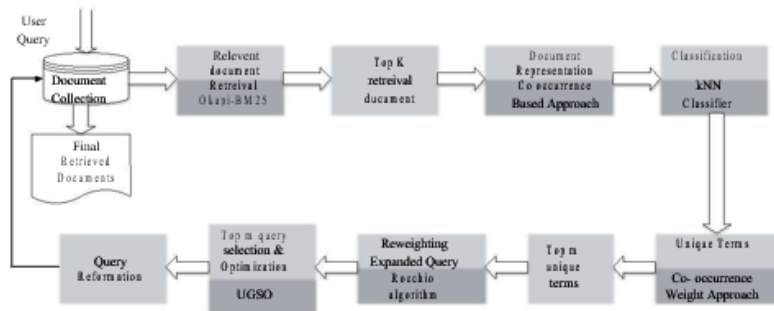 User
Query
Document
Collection
Final
Retrieved
Documents
Relevent
document
Retreival
Okapi-BM25
Top K
retreival
ducament
Document
Representation
Co occurrence
Based Approach
Classification
kNN
Classifier
Unique Terms
Co- occurrence
Weight Approach
Top m
unique
terms
Reweighting
Expanded Query
Rocchio
algorithm
Top m query
selection &
Optimization
UGSO
Query
Reformation